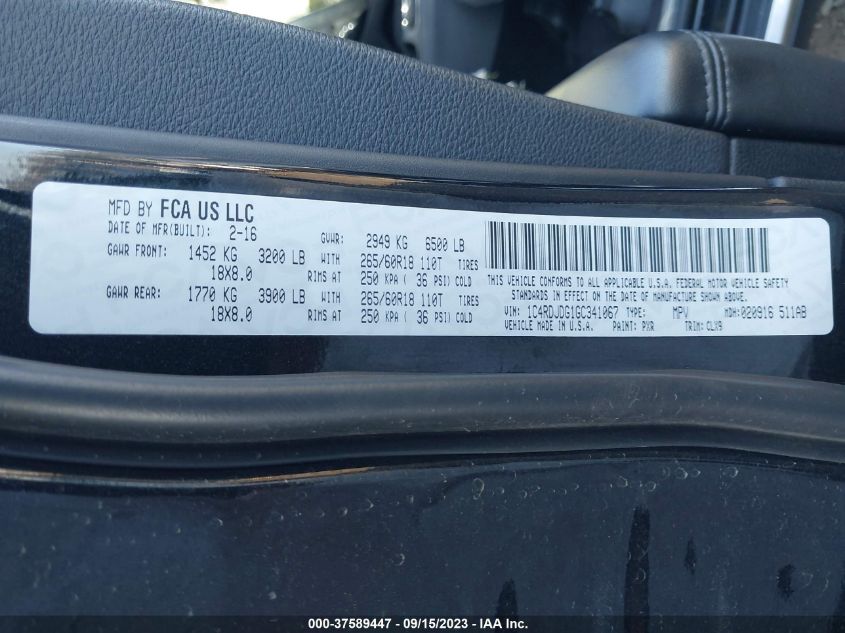 MFD BY FCA US LLC
DATE OF MFR(BUILT): 2-16 GVWR: 2949 KG 6500 LB
GAWR FRONT: 1452 KG 3200 LB WITH 265/60R18 110T TIRES
18X8.0 RIMS AT 250 KPA ( 36 PSI) COLD
GAWR REAR: 1770 KG 3900 LB WITH 265/60R18 110T TIRES
18X8.0 RIMS AT 250 KPA ( 36 PSI) COLD
THIS VEHICLE CONFORMS TO ALL APPLICABLE U.S.A. FEDERAL MOTOR VEHICLE SAFETY
STANDARDS IN EFFECT ON THE DATE OF MANUFACTURE SHOWN ABOVE.
VIN: 1C4RDJDG1GC341067 TYPE: MPV MDH: 020916 511AB
VEHICLE MADE IN U.S.A. PAINT: PXR TRIM: CLX9
000-37589447 - 09/15/2023 - IAA Inc.